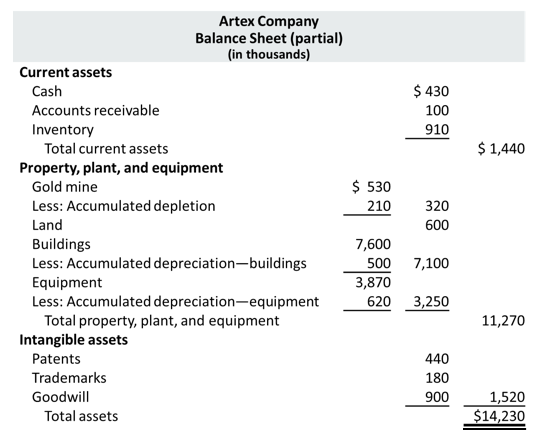 Artex Company
Balance Sheet (partial)
(in thousands)
Current assets
Cash $ 430
Accounts receivable 100
Inventory 910
Total current assets $ 1,440
Property, plant, and equipment
Gold mine $ 530
Less: Accumulated depletion 210 320
Land 600
Buildings 7,600
Less: Accumulated depreciation—buildings 500 7,100
Equipment 3,870
Less: Accumulated depreciation—equipment 620 3,250
Total property, plant, and equipment 11,270
Intangible assets
Patents 440
Trademarks 180
Goodwill 900 1,520
Total assets $14,230